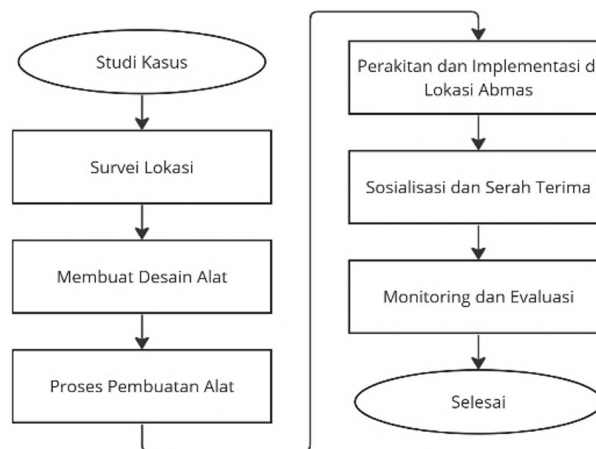 Studi Kasus
Survei Lokasi
Membuat Desain Alat
Proses Pembuatan Alat
Perakitan dan Implementasi d
Lokasi Abmas
Sosialisasi dan Serah Terima
Monitoring dan Evaluasi
Selesai